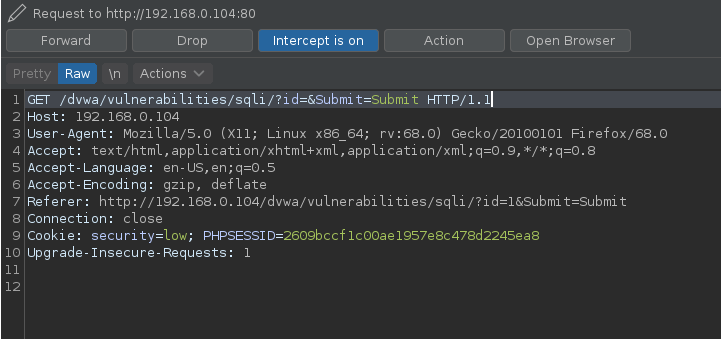 Request to http://192.168.0.104:80
Forward Drop Intercept is on Action Open Browser
Pretty Raw \n Actions
1 GET /dvwa/vulnerabilities/sqli/?id=&Submit=Submit HTTP/1.1
2 Host: 192.168.0.104
3 User-Agent: Mozilla/5.0 (X11; Linux x86_64; rv:68.0) Gecko/20100101 Firefox/68.0
4 Accept: text/html,application/xhtml+xml,application/xml;q=0.9,*/*;q=0.8
5 Accept-Language: en-US,en;q=0.5
6 Accept-Encoding: gzip, deflate
7 Referer: http://192.168.0.104/dvwa/vulnerabilities/sqli/?id=1&Submit=Submit
8 Connection: close
9 Cookie: security=low; PHPSESSID=2609bccf1c00ae1957e8c478d2245ea8
10 Upgrade-Insecure-Requests: 1
11
12